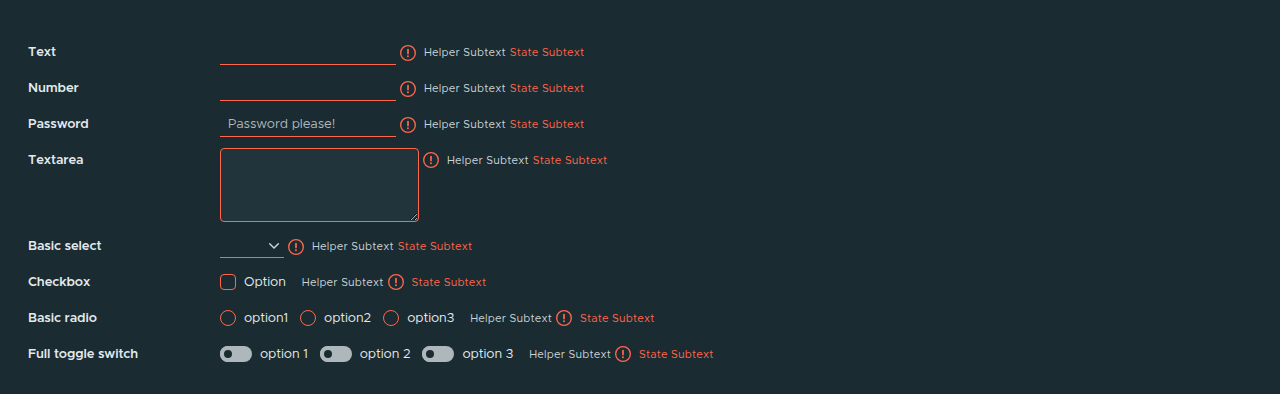 Text Helper Subtext State Subtext
Number Helper Subtext State Subtext
Password Password please! Helper Subtext State Subtext
Textarea Helper Subtext State Subtext
Basic select Helper Subtext State Subtext
Checkbox Option Helper Subtext State Subtext
Basic radio option1 option2 option3 Helper Subtext State Subtext
Full toggle switch option 1 option 2 option 3 Helper Subtext State Subtext